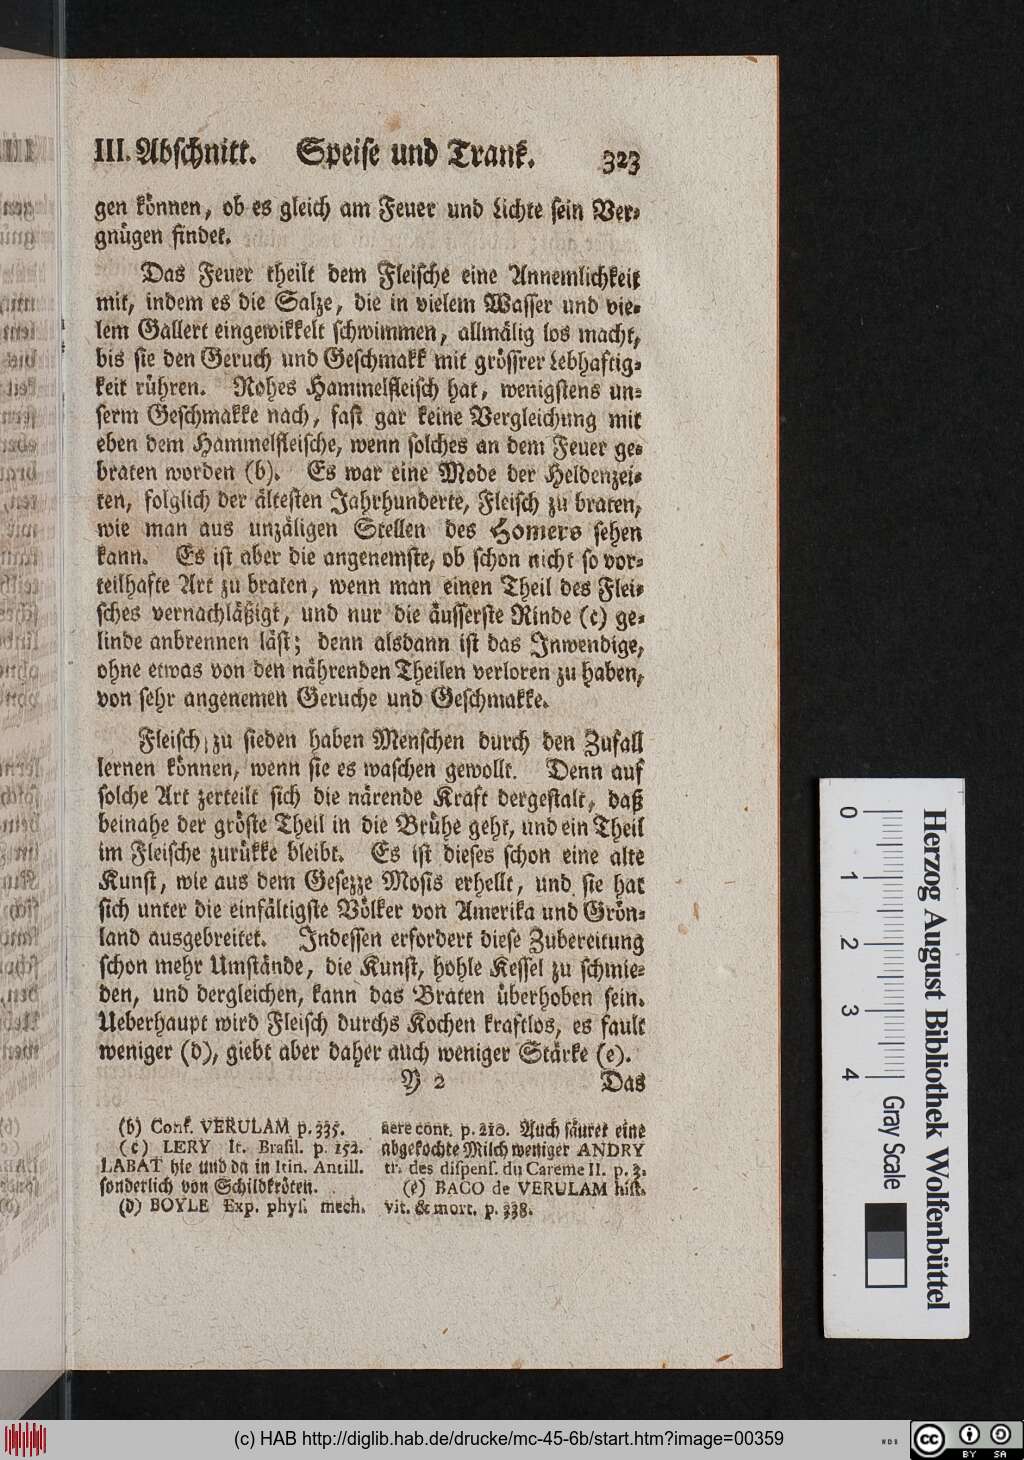 III. Abschnitt. Speise und Trank. 323
gen können, ob es gleich am Feuer und Lichte sein Ver-
gnügen findet.
Das Feuer theilt dem Fleische eine Annemlichkeit
mit, indem es die Salze, die in vielem Wasser und vie-
lem Gallert eingewikkelt schwimmen, allmälig los macht,
bis sie den Geruch und Geschmakk mit grössrer Lebhaftig-
keit rühren. Rohes Hammelfleisch hat, wenigstens un-
serm Geschmakke nach, fast gar keine Vergleichung mit
eben dem Hammelfleische, wenn solches an dem Feuer ge-
braten worden (b). Es war eine Mode der Heldenzei-
ten, folglich der ältesten Jahrhunderte, Fleisch zu braten,
wie man aus unzäligen Stellen des Homers sehen
kann. Es ist aber die angenemste, ob schon nicht so vor-
teilhafte Art zu braten, wenn man einen Theil des Flei-
sches vernachläßigt, und nur die äusserste Rinde (c) ge-
linde anbrennen läst; denn alsdann ist das Inwendige,
ohne etwas von den nährenden Theilen verloren zu haben,
von sehr angenemen Geruche und Geschmakke.
Fleisch zu sieden haben Menschen durch den Zufall
lernen können, wenn sie es waschen gewollt. Denn auf
solche Art zerteilt sich die närende Kraft dergestalt, daß
beinahe der gröste Theil in die Brühe geht, und ein Theil
im Fleische zurükke bleibt. Es ist dieses schon eine alte
Kunst, wie aus dem Gesezze Mosis erhellt, und sie hat
sich unter die einfältigste Völker von Amerika und Grön-
land ausgebreitet. Indessen erfordert diese Zubereitung
schon mehr Umstände, die Kunst, hohle Kessel zu schmie-
den, und dergleichen, kann das Braten überhoben sein.
Ueberhaupt wird Fleisch durchs Kochen kraftlos, es fault
weniger (d), giebt aber daher auch weniger Stärke (e).
Y 2 Das
(b) Conf. VERULAM p. 335.
(c) LERY It. Brasil. p. 152.
LABAT hie und da in Itin. Antill.
sonderlich von Schildkröten.
(d) BOYLE Exp. phys. mech.
aere cont. p. 210. Auch säuret eine
abgekochte Milch weniger ANDRY
tr. des dispens. du Careme II. p. 3.
(e) BACO de VERULAM hist.
vit. & mort. p. 338.
Herzog August Bibliothek Wolfenbüttel
0 1 2 3 4 Gray Scale
(c) HAB http://diglib.hab.de/drucke/mc-45-6b/start.htm?image=00359
cc BY SA